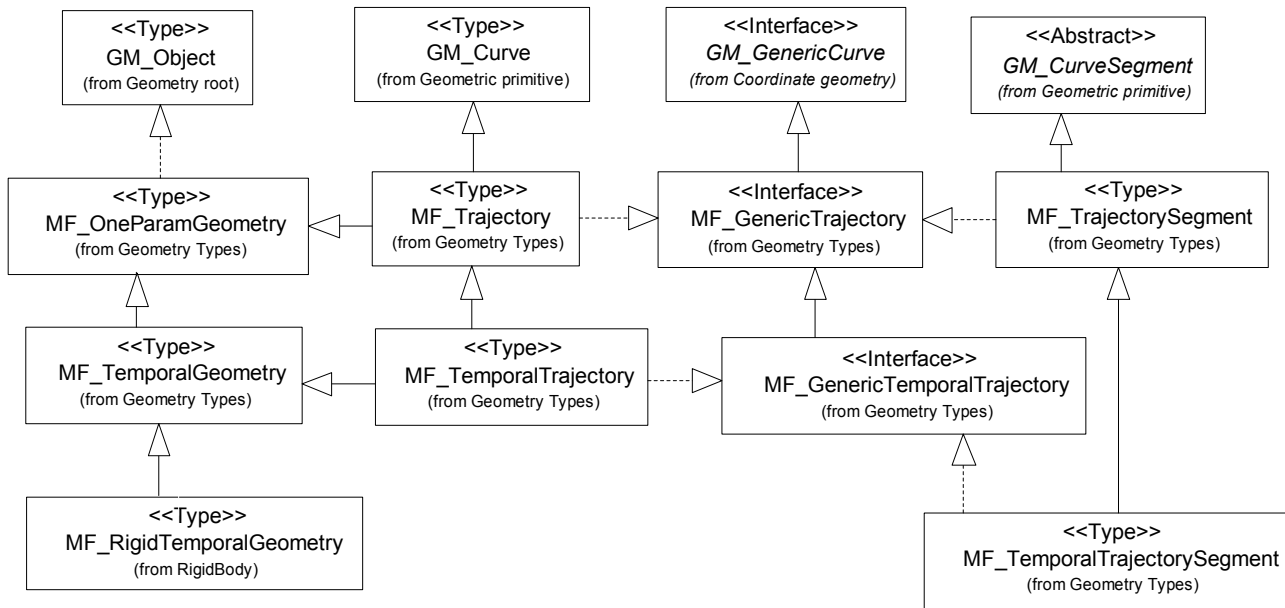 <<Type>>
GM_Object
(from Geometry root)
<<Type>>
GM_Curve
(from Geometric primitive)
<<Interface>>
GM_GenericCurve
(from Coordinate geometry)
<<Abstract>>
GM_CurveSegment
(from Geometric primitive)
<<Type>>
MF_OneParamGeometry
(from Geometry Types)
<<Type>>
MF_Trajectory
(from Geometry Types)
<<Interface>>
MF_GenericTrajectory
(from Geometry Types)
<<Type>>
MF_TrajectorySegment
(from Geometry Types)
<<Type>>
MF_TemporalGeometry
(from Geometry Types)
<<Type>>
MF_TemporalTrajectory
(from Geometry Types)
<<Interface>>
MF_GenericTemporalTrajectory
(from Geometry Types)
<<Type>>
MF_RigidTemporalGeometry
(from RigidBody)
<<Type>>
MF_TemporalTrajectorySegment
(from Geometry Types)